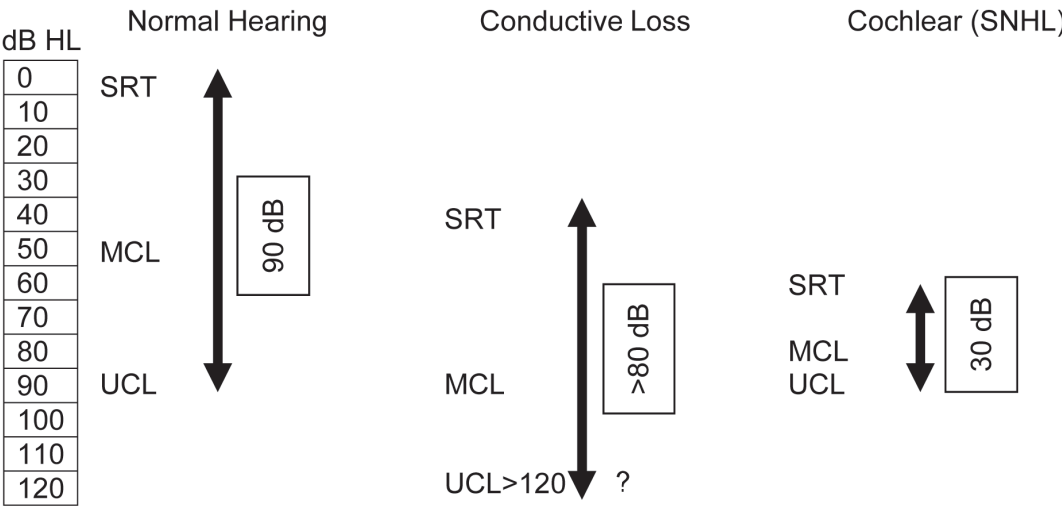 Normal Hearing Conductive Loss Cochlear (SNHL)
dB HL
0
SRT
10
20
30
40
SRT
50
MCL
90 dB
60
SRT
70
>80 dB
30 dB
80
MCL
90
UCL
MCL
UCL
100
110
120
UCL>120 ?